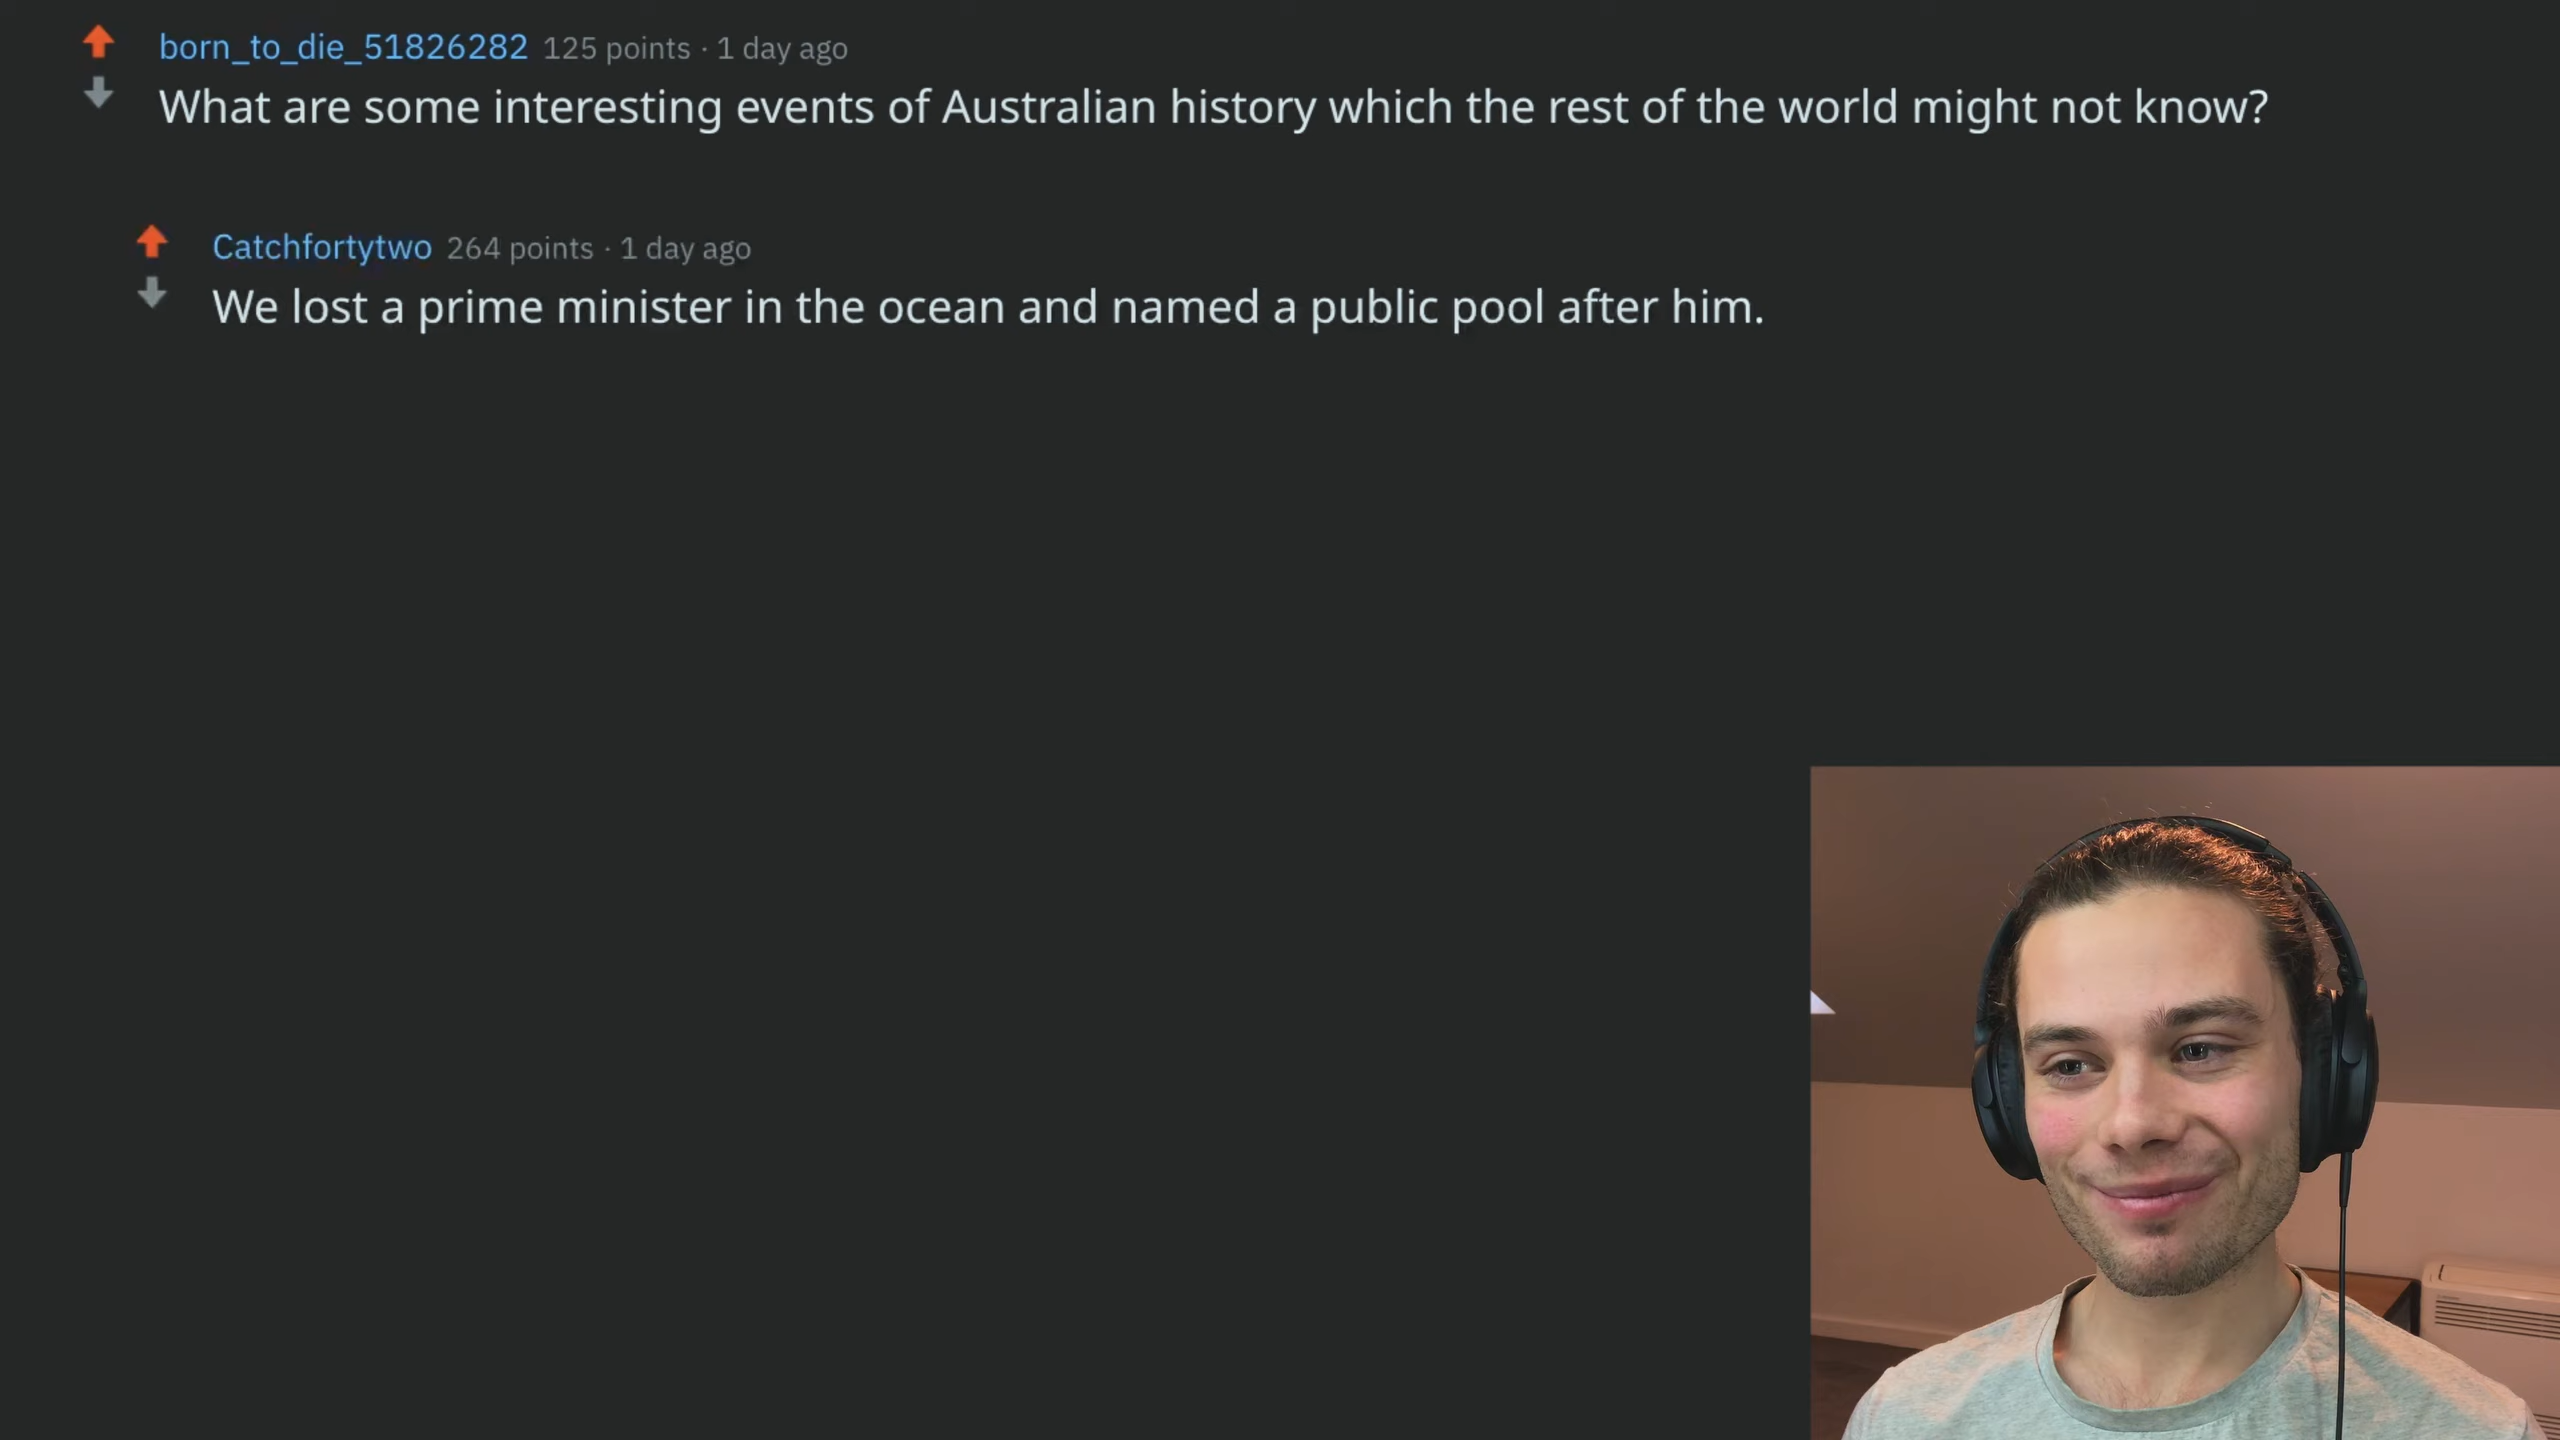 born_to_die_51826282 125 points · 1 day ago
What are some interesting events of Australian history which the rest of the world might not know?
Catchfortytwo 264 points · 1 day ago
We lost a prime minister in the ocean and named a public pool after him.